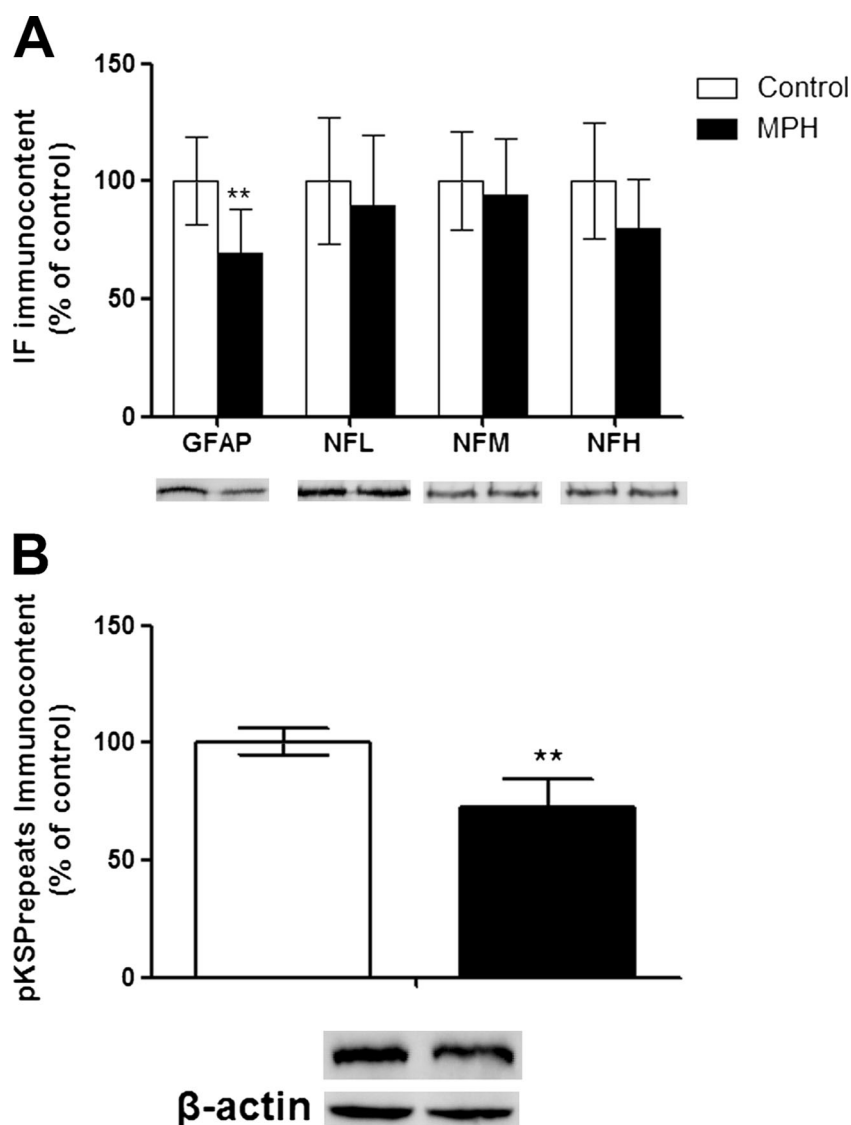 A
IF immunocontent
(% of control)
150
100
50
0
**
Control
MPH
GFAP NFL NFM NFH
B
pKSPrepeats Immunocontent
(% of control)
150
100
50
0
**
β-actin